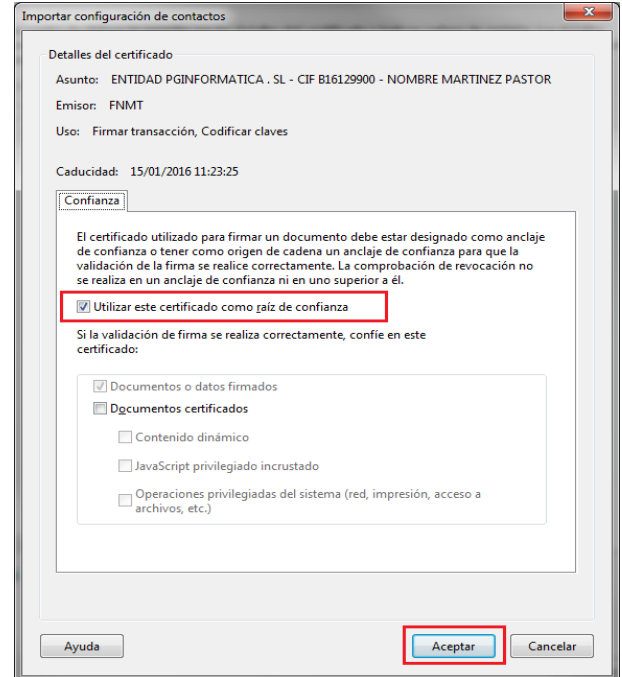 Importar configuración de contactos
Detalles del certificado
Asunto: ENTIDAD PGINFORMATICA . SL - CIF B16129900 - NOMBRE MARTINEZ PASTOR
Emisor: FNMT
Uso: Firmar transacción, Codificar claves
Caducidad: 15/01/2016 11:23:25
Confianza
El certificado utilizado para firmar un documento debe estar designado como anclaje
de confianza o tener como origen de cadena un anclaje de confianza para que la
validación de la firma se realice correctamente. La comprobación de revocación no
se realiza en un anclaje de confianza ni en uno superior a él.
Utilizar este certificado como raíz de confianza
Si la validación de firma se realiza correctamente, confíe en este
certificado:
Documentos o datos firmados
Documentos certificados
Contenido dinámico
JavaScript privilegiado incrustado
Operaciones privilegiadas del sistema (red, impresión, acceso a
archivos, etc.)
Ayuda
Aceptar
Cancelar